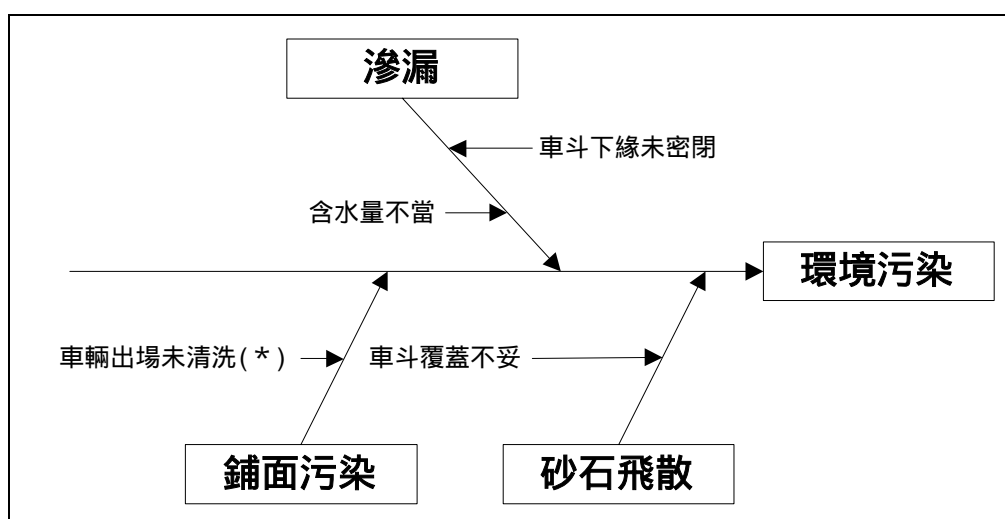 滲漏
車斗下緣未密閉
含水量不當
環境污染
車輛出場未清洗(*)
車斗覆蓋不妥
鋪面污染
砂石飛散